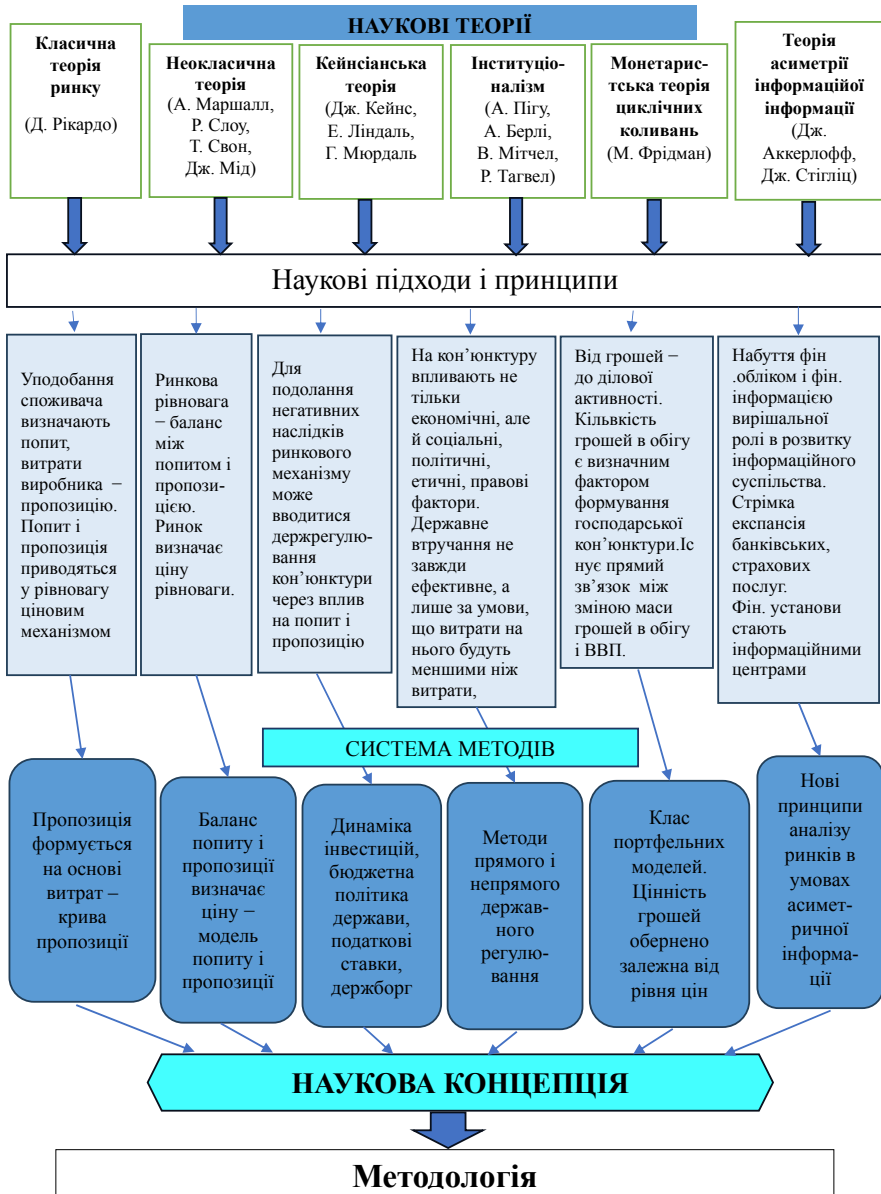 НАУКОВІ ТЕОРІЇ
Класична
теорія
ринку
(Д. Рікардо)
Неокласична
теорія
(А. Маршалл,
Р. Слоу,
Т. Свон,
Дж. Мід)
Кейнсіанська
теорія
(Дж. Кейнс,
Е. Ліндаль,
Г. Мюрдаль
Інституціо-
налізм
(А. Пігу,
А. Берлі,
В. Мітчел,
Р. Тагвел)
Монетарис-
тська теорія
циклічних
коливань
(М. Фрідман)
Теорія
асиметрії
інформаційої
інформації
(Дж.
Аккерлофф,
Дж. Стігліц)
Наукові підходи і принципи
Уподобання
споживача
визначають
попит,
витрати
виробника –
пропозицію.
Попит і
пропозиція
приводяться
у рівновагу
ціновим
механізмом
Ринкова
рівновага
– баланс
між
попитом і
пропози-
цією.
Ринок
визначає
ціну
рівноваги.
Для
подолання
негативних
наслідків
ринкового
механізму
може
вводитися
держрегулю-
вання
кон’юнктури
через вплив
на попит і
пропозицію
На кон’юнктуру
впливають не
тільки
економічні, але
й соціальні,
політичні,
етичні, правові
фактори.
Державне
втручання не
завжди
ефективне, а
лише за умови,
що витрати на
нього будуть
меншими ніж
витрати,
Від грошей –
до ділової
активності.
Кількість
грошей в обігу
є визначним
фактором
формування
господарської
кон’юнктури.Іс
нує прямий
зв’язок між
зміною маси
грошей в обігу
і ВВП.
Набуття фін
.обліком і фін.
інформацією
вирішальної
ролі в розвитку
інформаційного
суспільства.
Стрімка
експансія
банківських,
страхових
послуг.
Фін. установи
стають
інформаційними
центрами
СИСТЕМА МЕТОДІВ
Пропозиція
формується
на основі
витрат –
крива
пропозиції
Баланс
попиту і
пропозиції
визначає
ціну –
модель
попиту і
пропозиції
Динаміка
інвестицій,
бюджетна
політика
держави,
податкові
ставки,
держборг
Методи
прямого і
непрямого
держав-
ного
регулю-
вання
Клас
портфельних
моделей.
Цінність
грошей
обернено
залежна від
рівня цін
Нові
принципи
аналізу
ринків в
умовах
асимет-
ричної
інформа-
ції
НАУКОВА КОНЦЕПЦІЯ
Методологія